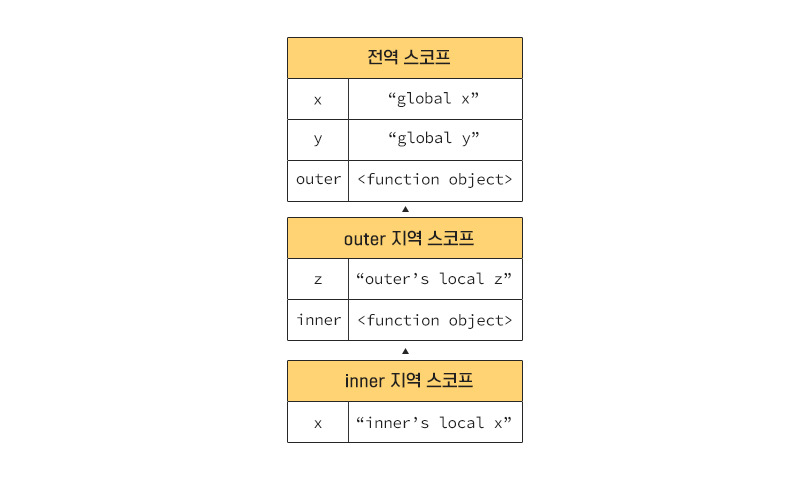 전역 스코프
x “global x”
y “global y”
outer <function object>
outer 지역 스코프
z “outer’s local z”
inner <function object>
inner 지역 스코프
x “inner’s local x”